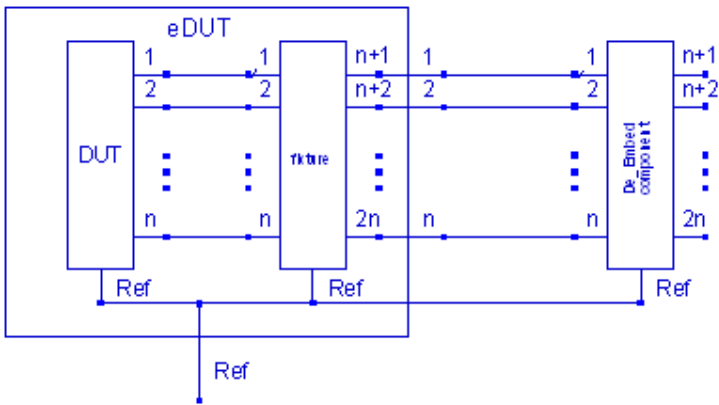 eDUT
1 1 n+1 1 1 n+1
2 2 n+2 2 2 n+2
DUT fixture De_Embed
component
n n 2n n n 2n
Ref Ref Ref
Ref